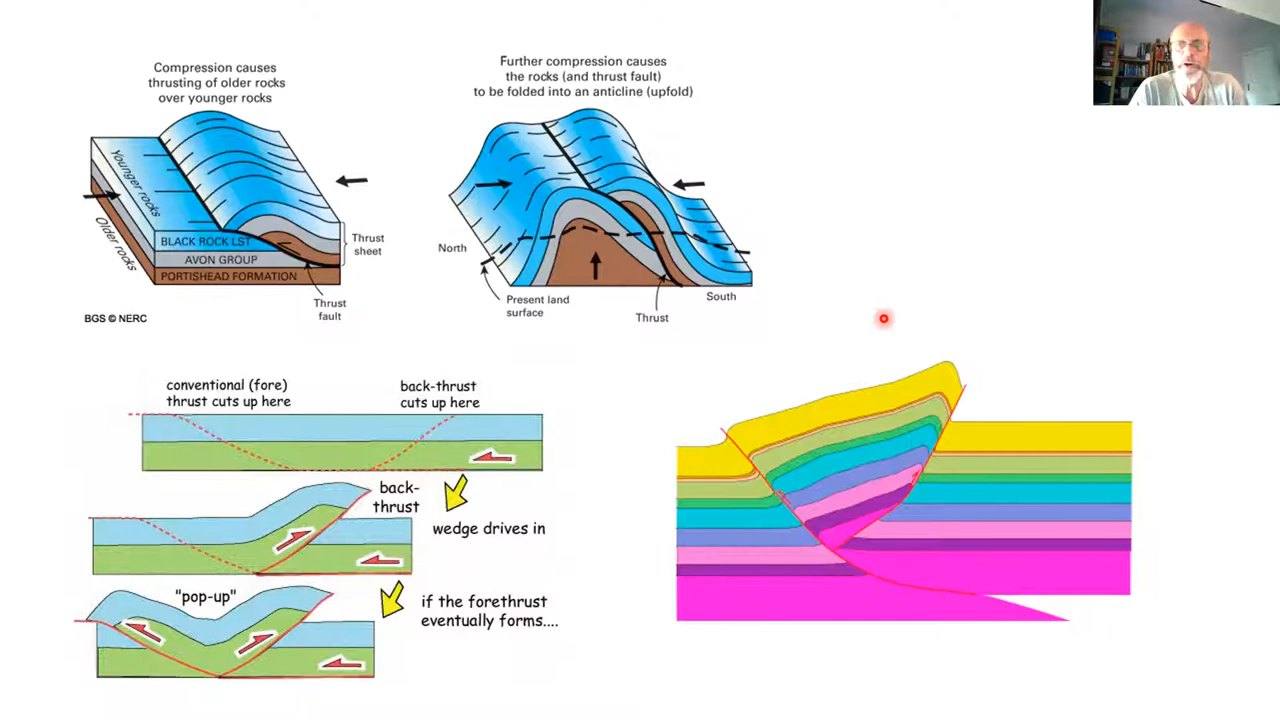 Compression causes
thrusting of older rocks
over younger rocks
Further compression causes
the rocks (and thrust fault)
to be folded into an anticline (upfold)
Younger rocks
Older rocks
BLACK ROCK LST
AVON GROUP
PORTISHEAD FORMATION
Thrust
sheet
Thrust
fault
BGS © NERC
North
Present land
surface
Thrust
South
conventional (fore)
thrust cuts up here
back-thrust
cuts up here
back-
thrust
wedge drives in
"pop-up"
if the forethrust
eventually forms....